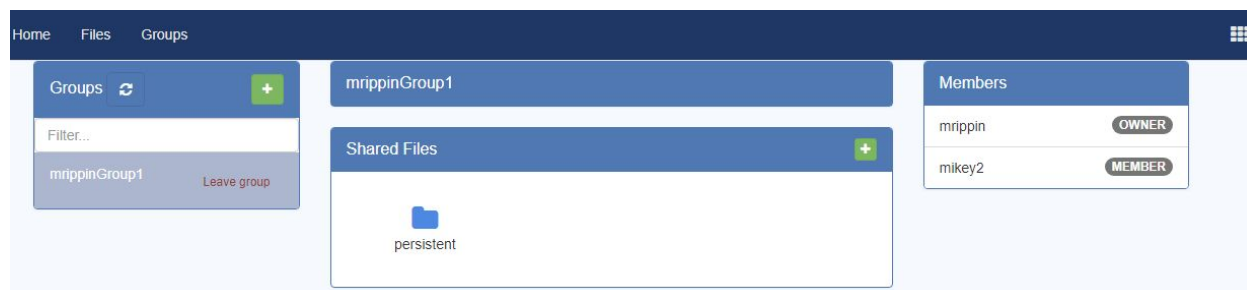 Home Files Groups
Groups
+
Filter...
mrippinGroup1
Leave group
mrippinGroup1
Shared Files
+
persistent
Members
mrippin OWNER
mikey2 MEMBER